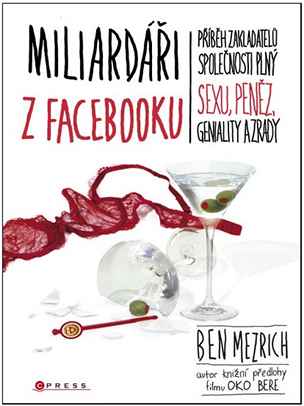 MILIARDÁŘI
Z FACEBOOKU
PŘÍBĚH ZAKLADATELŮ
SPOLEČNOSTI PLNÝ
SEXU, PENĚZ,
GENIALITY A ZRADY
BEN MEZRICH
autor knižní předlohy
filmu OKO BERE
CPRESS